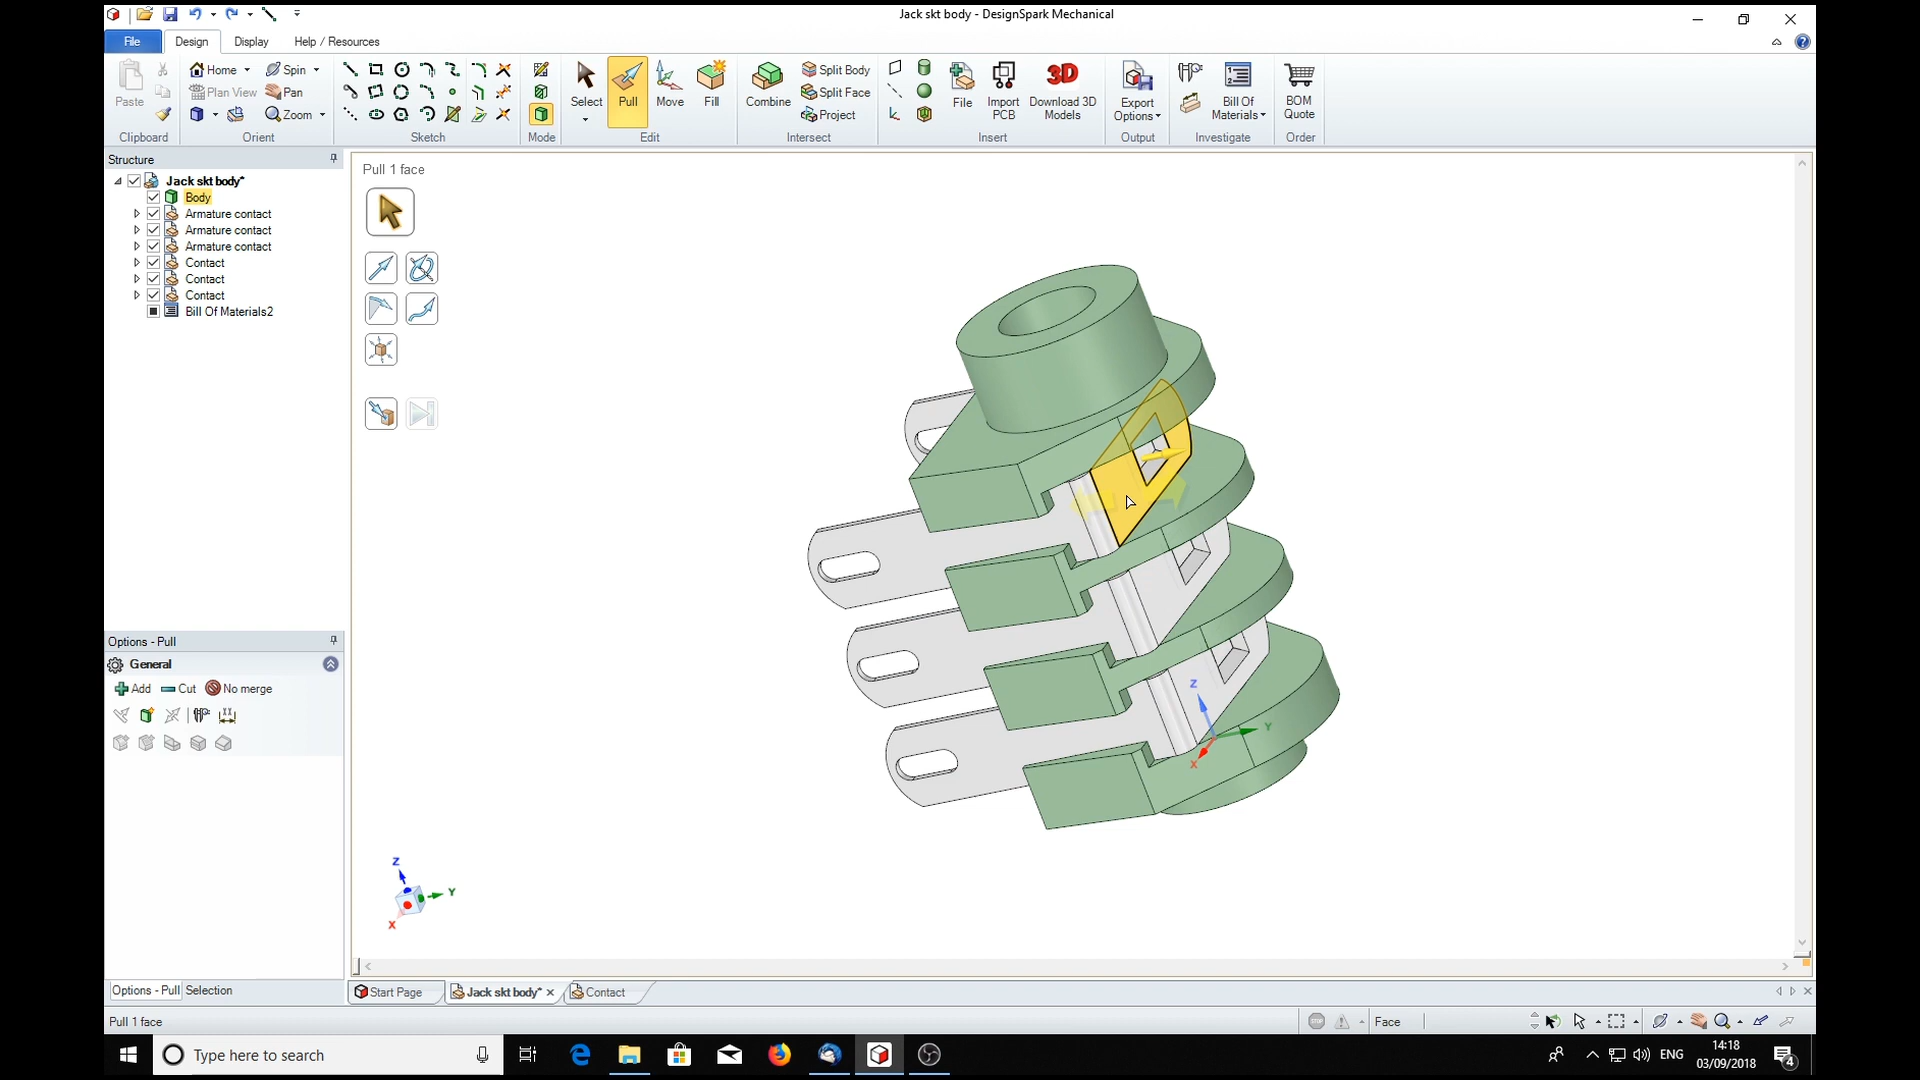 Jack skt body - DesignSpark Mechanical
File Design Display Help / Resources
Paste
Home
Spin
Plan View
Pan
Zoom
Select Pull Move Fill
Combine
Split Body
Split Face
Project
File
Import PCB
3D
Download 3D Models
Export Options
Bill Of Materials
BOM Quote
Clipboard Orient Sketch Mode Edit Intersect Insert Output Investigate Order
Structure
Jack skt body*
Body
Armature contact
Armature contact
Armature contact
Contact
Contact
Contact
Bill Of Materials2
Pull 1 face
Z
Y
X
Options - Pull
General
Add Cut No merge
Z
Y
X
Options - Pull Selection
Start Page Jack skt body* Contact
Pull 1 face
Face
Type here to search
ENG
14:18
03/09/2018
4